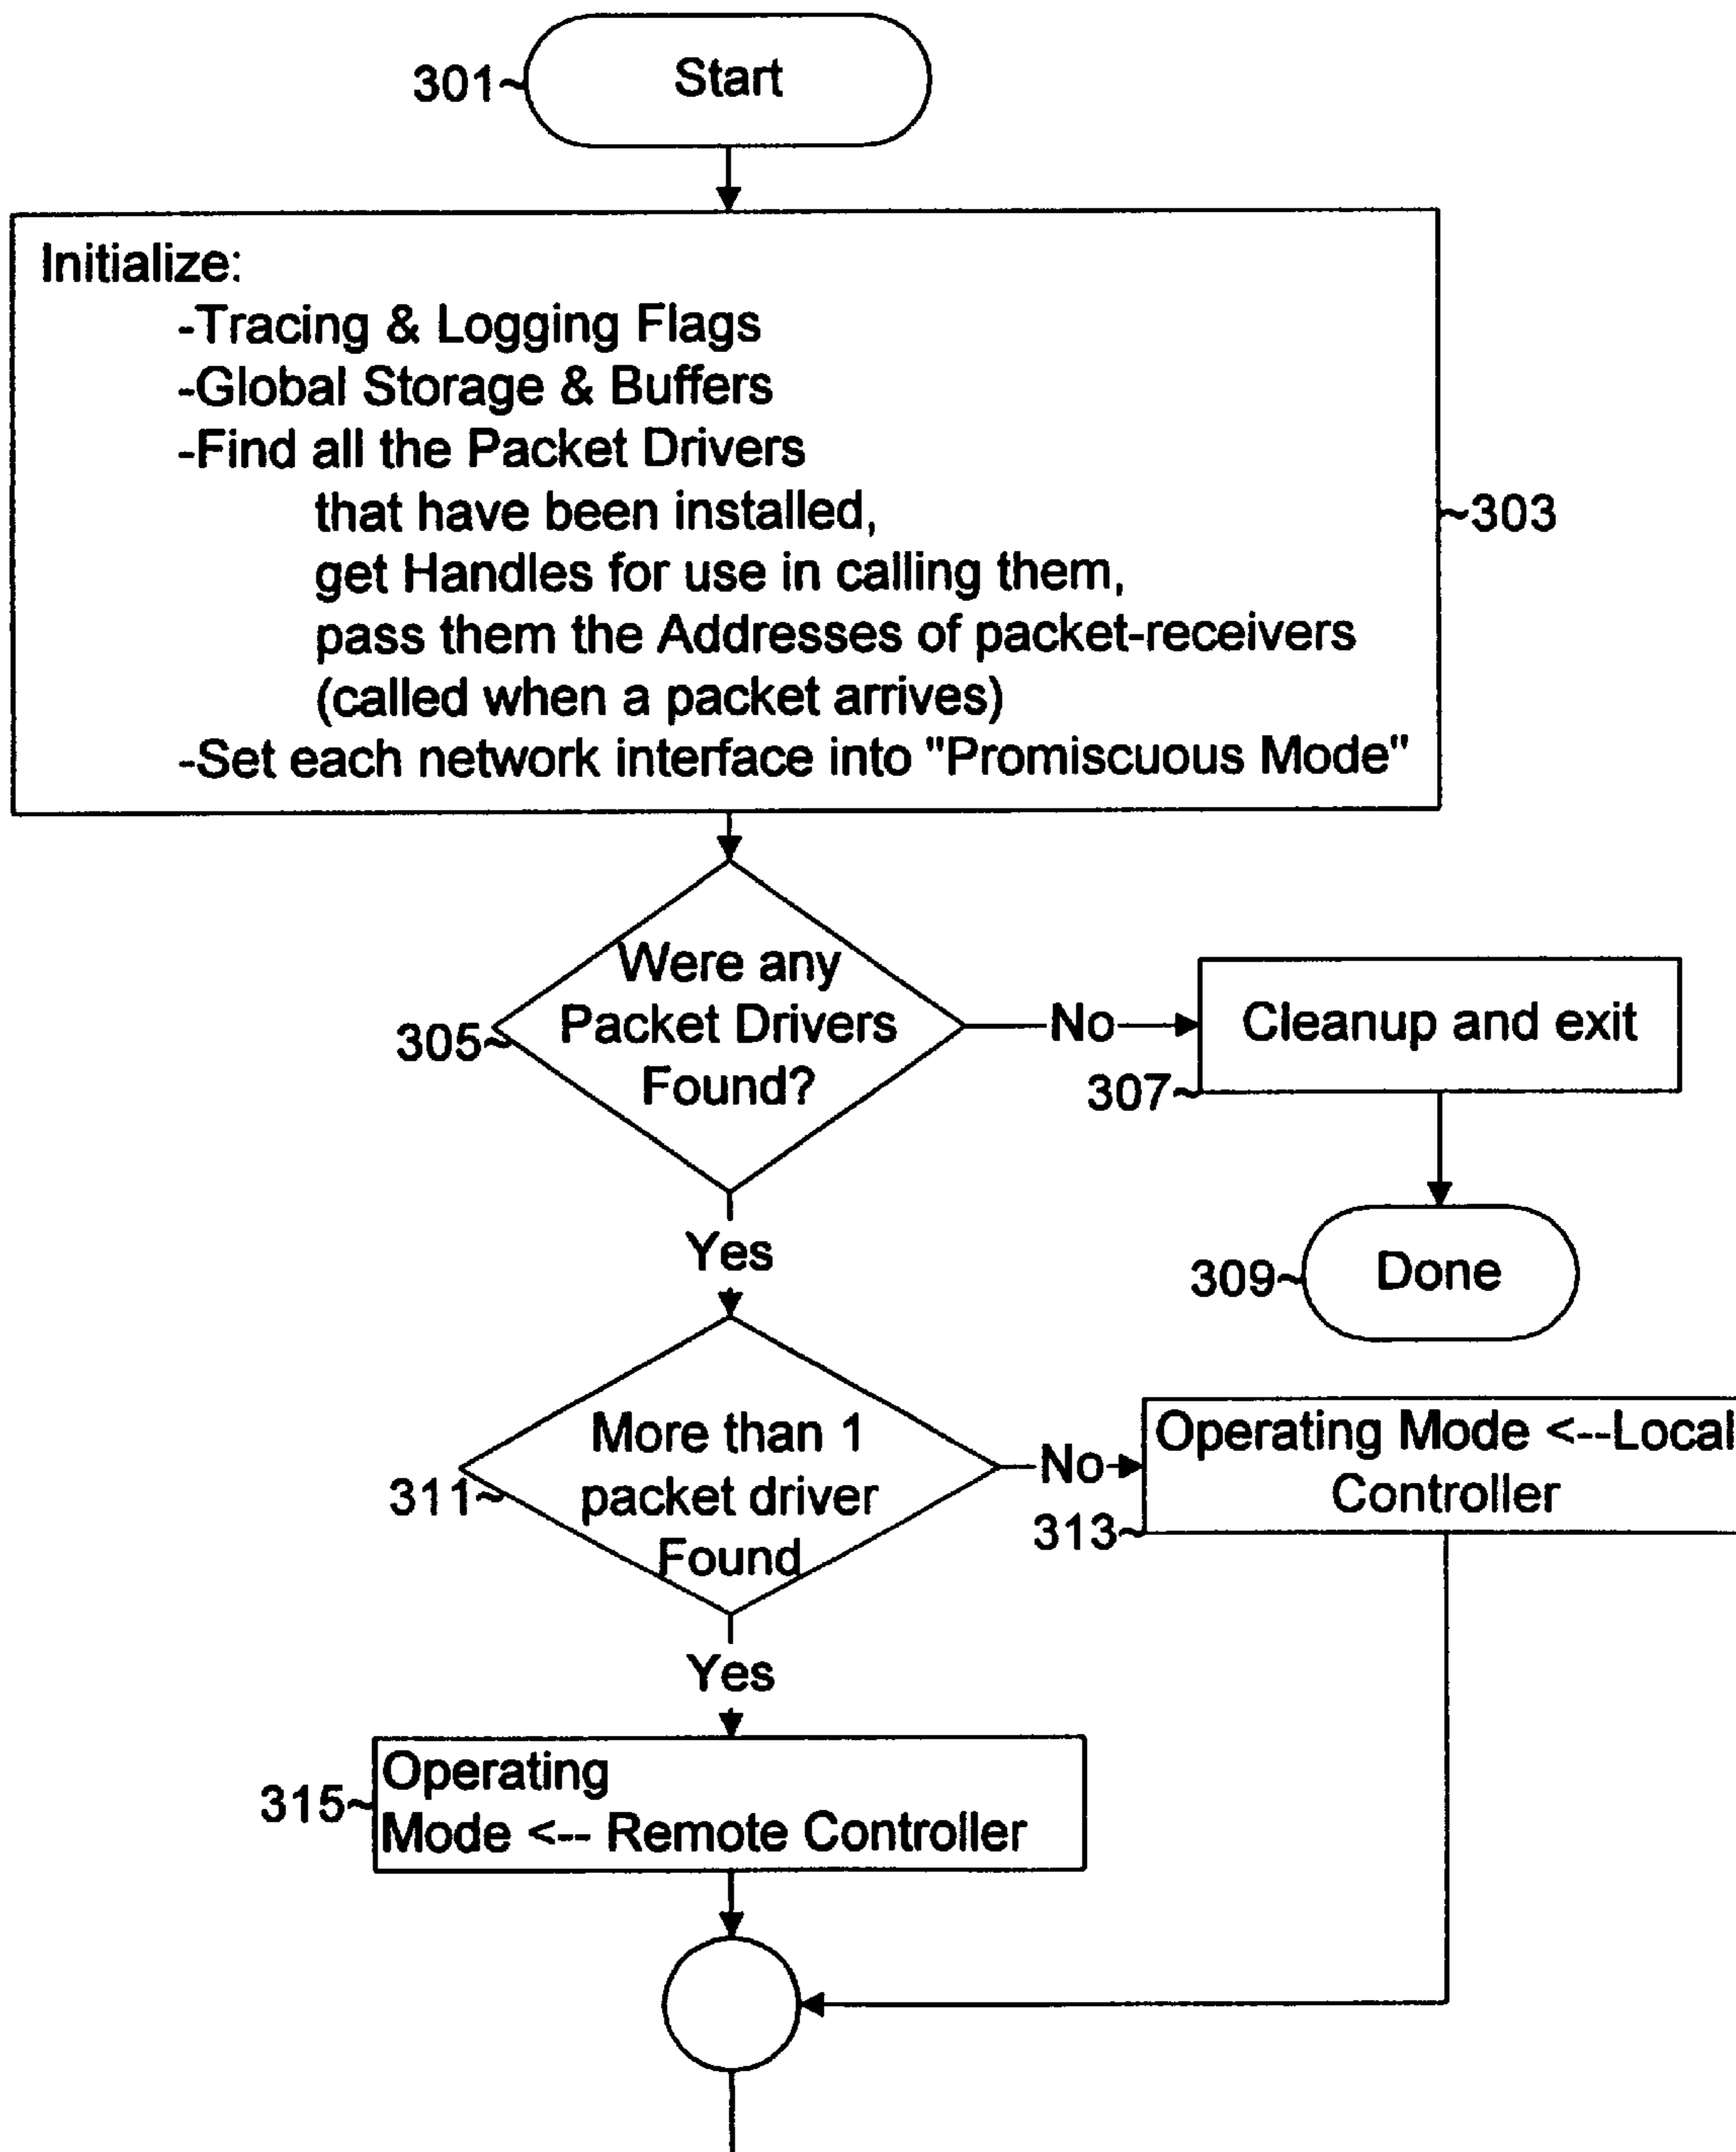 301~ Start
Initialize:
-Tracing & Logging Flags
-Global Storage & Buffers
-Find all the Packet Drivers
that have been installed,
~303
get Handles for use in calling them,
pass them the Addresses of packet-receivers
(called when a packet arrives)
-Set each network interface into "Promiscuous Mode"
Were any
Packet Drivers
Found?
305~
No
Cleanup and exit
307~
Yes
309~ Done
More than 1
packet driver
Found
311~
No
Operating Mode <--Local
Controller
313~
Yes
Operating
Mode <-- Remote Controller
315~